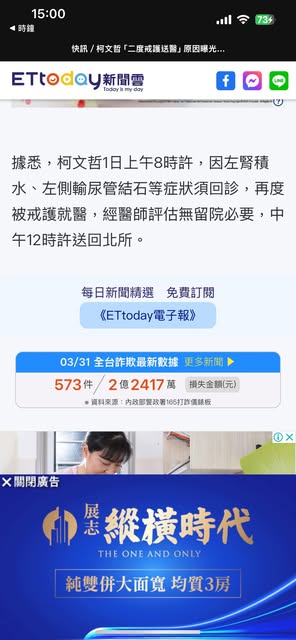 15:00
73
◀ 時鐘
快訊 / 柯文哲「二度戒護送醫」原因曝光...
ETtoday新聞雲
Today is my day
據悉，柯文哲1日上午8時許，因左腎積
水、左側輸尿管結石等症狀須回診，再度
被戒護就醫，經醫師評估無留院必要，中
午12時許送回北所。
每日新聞精選 免費訂閱
《ETtoday電子報》
03/31 全台詐欺最新數據 更多新聞 ▶
573 件 / 2 億 2417 萬 損失金額(元)
※ 資料來源：內政部警政署165打詐儀錶板
✕關閉廣告
展志
縱橫時代
THE ONE AND ONLY
純雙併大面寬 均質3房